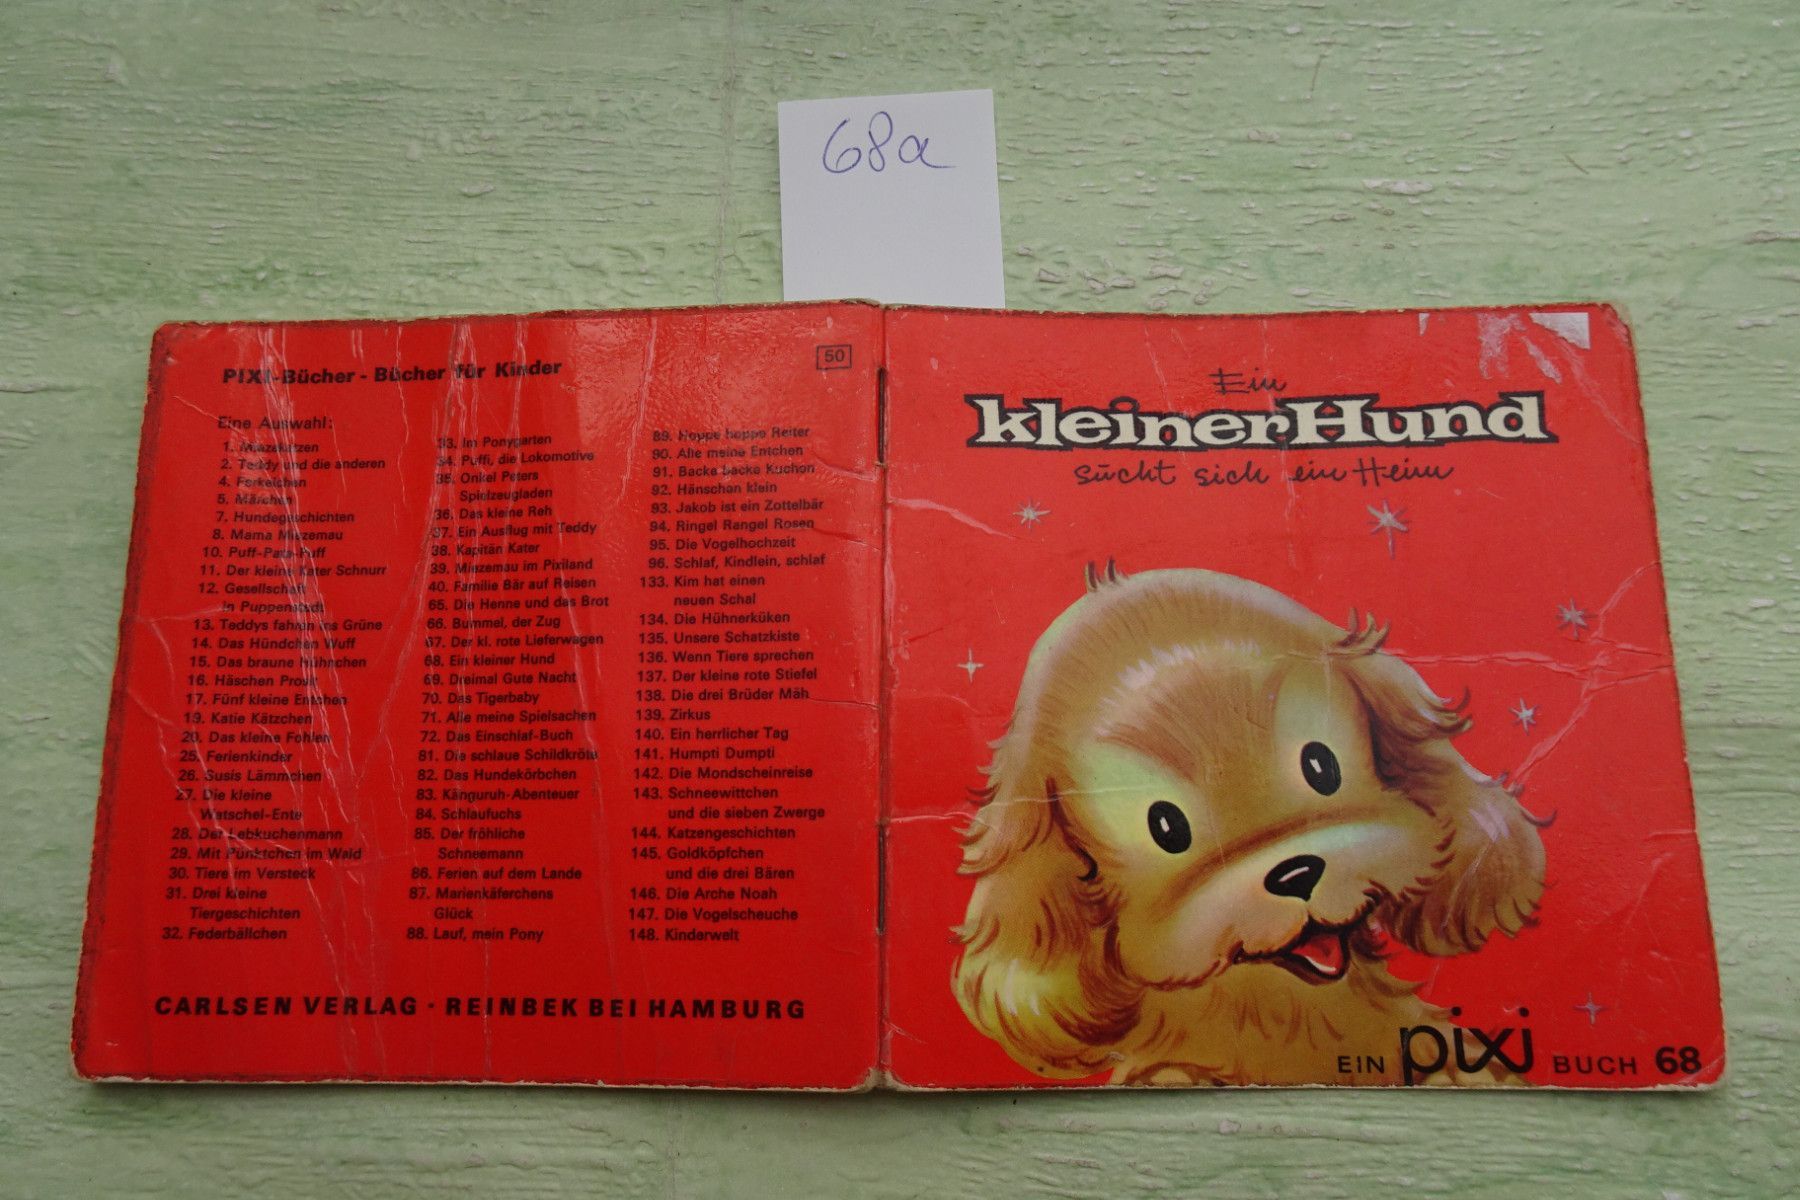 68a
PIXI-Bücher - Bücher für Kinder
50
Eine Auswahl:
1. Miezekatzen
2. Teddy und die anderen
4. Ferkelchen
5. Märchen
7. Hundegeschichten
8. Mama Miezemau
10. Puff-Pata-Puff
11. Der kleine Kater Schnurr
12. Gesellschaft
in Puppenstadt
13. Teddys fahren ins Grüne
14. Das Hündchen Wuff
15. Das braune Hühnchen
16. Häschen Prosit
17. Fünf kleine Entchen
19. Katie Kätzchen
20. Das kleine Fohlen
25. Ferienkinder
26. Susis Lämmchen
27. Die kleine
Watschel-Ente
28. Der Lebkuchenmann
29. Mit Pünktchen im Wald
30. Tiere im Versteck
31. Drei kleine
Tiergeschichten
32. Federbällchen
33. Im Ponygarten
34. Puffi, die Lokomotive
35. Onkel Peters
Spielzeugladen
36. Das kleine Reh
37. Ein Ausflug mit Teddy
38. Kapitän Kater
39. Miezemau im Pixiland
40. Familie Bär auf Reisen
65. Die Henne und das Brot
66. Bummel, der Zug
67. Der kl. rote Lieferwagen
68. Ein kleiner Hund
69. Dreimal Gute Nacht
70. Das Tigerbaby
71. Alle meine Spielsachen
72. Das Einschlaf-Buch
81. Die schlaue Schildkröte
82. Das Hundekörbchen
83. Känguruh-Abenteuer
84. Schlaufuchs
85. Der fröhliche
Schneemann
86. Ferien auf dem Lande
87. Marienkäferchens
Glück
88. Lauf, mein Pony
89. Hoppe hoppe Reiter
90. Alle meine Entchen
91. Backe backe Kuchen
92. Hänschen klein
93. Jakob ist ein Zottelbär
94. Ringel Rangel Rosen
95. Die Vogelhochzeit
96. Schlaf, Kindlein, schlaf
133. Kim hat einen
neuen Schal
134. Die Hühnerküken
135. Unsere Schatzkiste
136. Wenn Tiere sprechen
137. Der kleine rote Stiefel
138. Die drei Brüder Mäh
139. Zirkus
140. Ein herrlicher Tag
141. Humpti Dumpti
142. Die Mondscheinreise
143. Schneewittchen
und die sieben Zwerge
144. Katzengeschichten
145. Goldköpfchen
und die drei Bären
146. Die Arche Noah
147. Die Vogelscheuche
148. Kinderwelt
CARLSEN VERLAG · REINBEK BEI HAMBURG
Ein
kleiner Hund
sucht sich ein Heim
EIN pixi BUCH 68